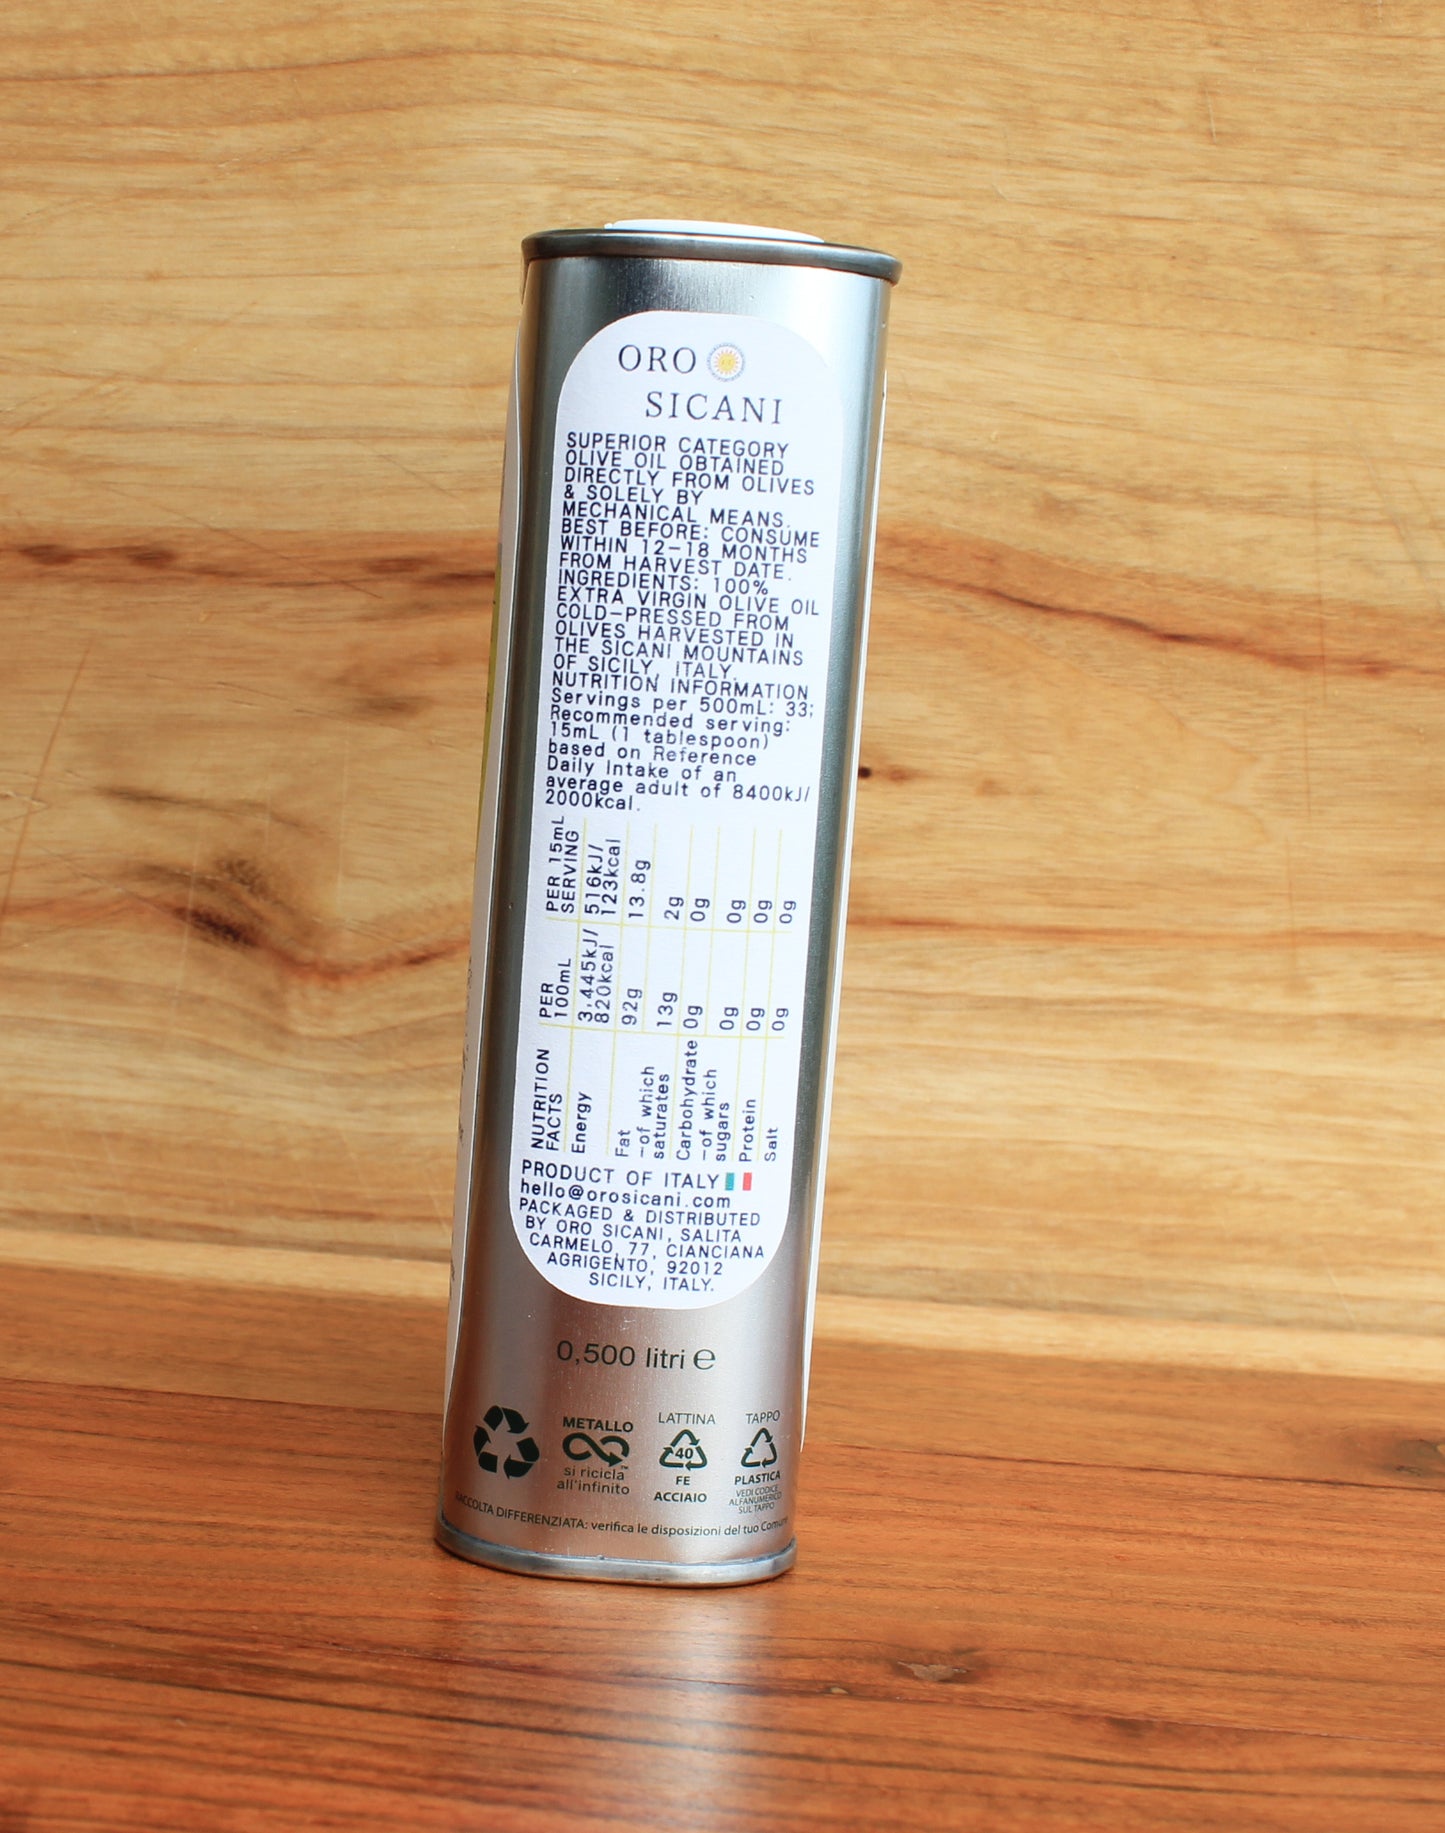 ORO
SICANI
SUPERIOR CATEGORY
OLIVE OIL OBTAINED
DIRECTLY FROM OLIVES
& SOLELY BY
MECHANICAL MEANS.
BEST BEFORE: CONSUME
WITHIN 12-18 MONTHS
FROM HARVEST DATE.
INGREDIENTS: 100%
EXTRA VIRGIN OLIVE OIL
COLD-PRESSED FROM
OLIVES HARVESTED IN
THE SICANI MOUNTAINS
OF SICILY, ITALY.
NUTRITION INFORMATION
Servings per 500mL: 33;
Recommended serving:
15mL (1 tablespoon)
based on Reference
Daily Intake of an
average adult of 8400kJ/
2000kcal.
NUTRITION FACTS PER 100mL PER 15mL SERVING
Energy 3,445kJ/ 820kcal 516kJ/ 123kcal
Fat 92g 13.8g
-of which saturates 13g 2g
Carbohydrate 0g 0g
-of which sugars 0g 0g
Protein 0g 0g
Salt 0g 0g
PRODUCT OF ITALY
hello@orosicani.com
PACKAGED & DISTRIBUTED
BY ORO SICANI, SALITA
CARMELO, 77, CIANCIANA
AGRIGENTO, 92012
SICILY, ITALY.
0,500 litri ℮
METALLO
si ricicla
all'infinito
LATTINA
40
FE
ACCIAIO
TAPPO
PLASTICA
VEDI CODICE
ALFANUMERICO
SUL TAPPO
RACCOLTA DIFFERENZIATA: verifica le disposizioni del tuo Comune